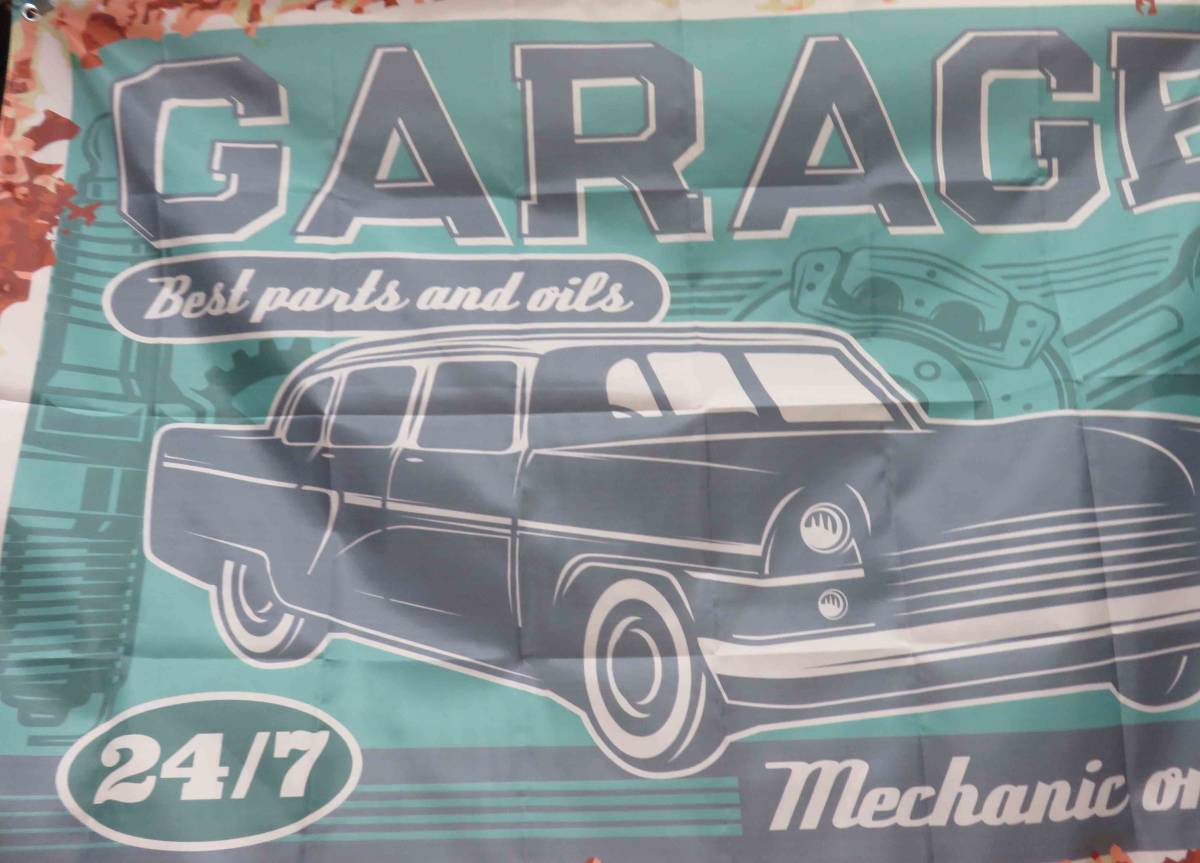 GARAGE
Best parts and oils
24/7
Mechanic